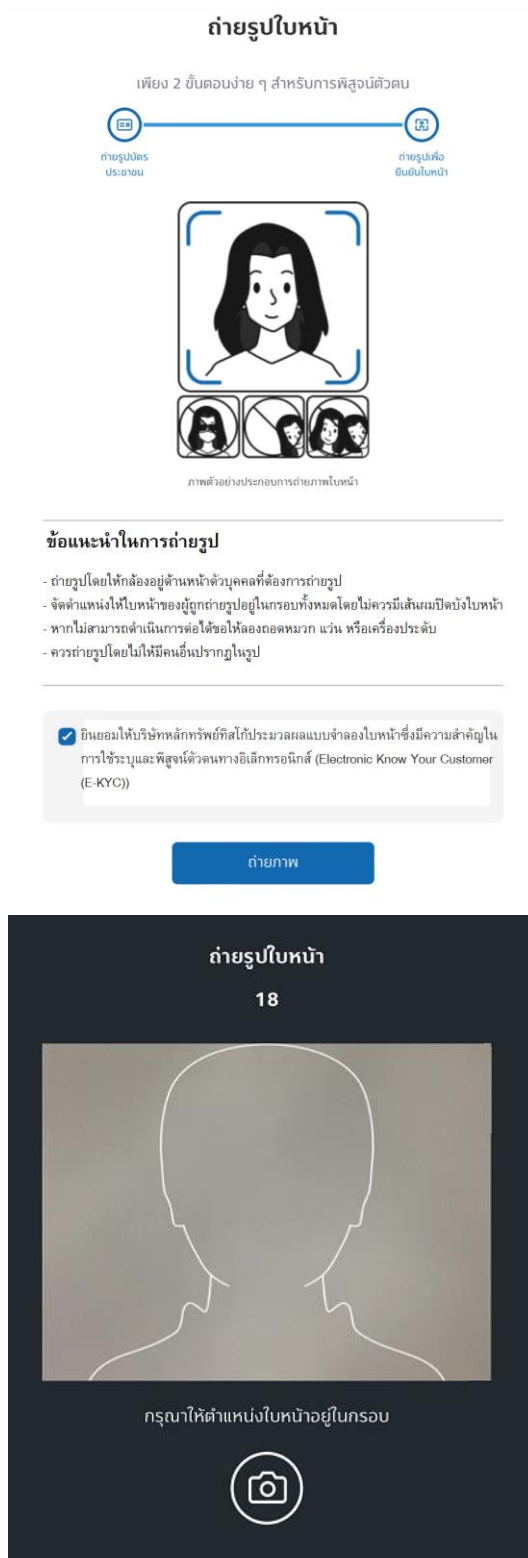 ถ่ายรูปใบหน้า
เพียง 2 ขั้นตอนง่าย ๆ สำหรับการพิสูจน์ตัวตน
ถ่ายรูปบัตร
ประชาชน
ถ่ายรูปเพื่อ
ยืนยันใบหน้า
ภาพตัวอย่างประกอบการถ่ายภาพใบหน้า
ข้อแนะนำในการถ่ายรูป
- ถ่ายรูปโดยให้กล้องอยู่ด้านหน้าตัวบุคคลที่ต้องการถ่ายรูป
- จัดตำแหน่งให้ใบหน้าของผู้ถูกถ่ายรูปอยู่ในกรอบทั้งหมดโดยไม่ควรมีเส้นผมปิดบังใบหน้า
- หากไม่สามารถดำเนินการต่อได้ขอให้ลองถอดหมวก แว่น หรือเครื่องประดับ
- ควรถ่ายรูปโดยไม่ให้มีคนอื่นปรากฏในรูป
ยินยอมให้บริษัทหลักทรัพย์ทิสโก้ประมวลผลแบบจำลองใบหน้าซึ่งมีความสำคัญใน
การใช้ระบุและพิสูจน์ตัวตนทางอิเล็กทรอนิกส์ (Electronic Know Your Customer
(E-KYC))
ถ่ายภาพ
ถ่ายรูปใบหน้า
18
กรุณาให้ตำแหน่งใบหน้าอยู่ในกรอบ